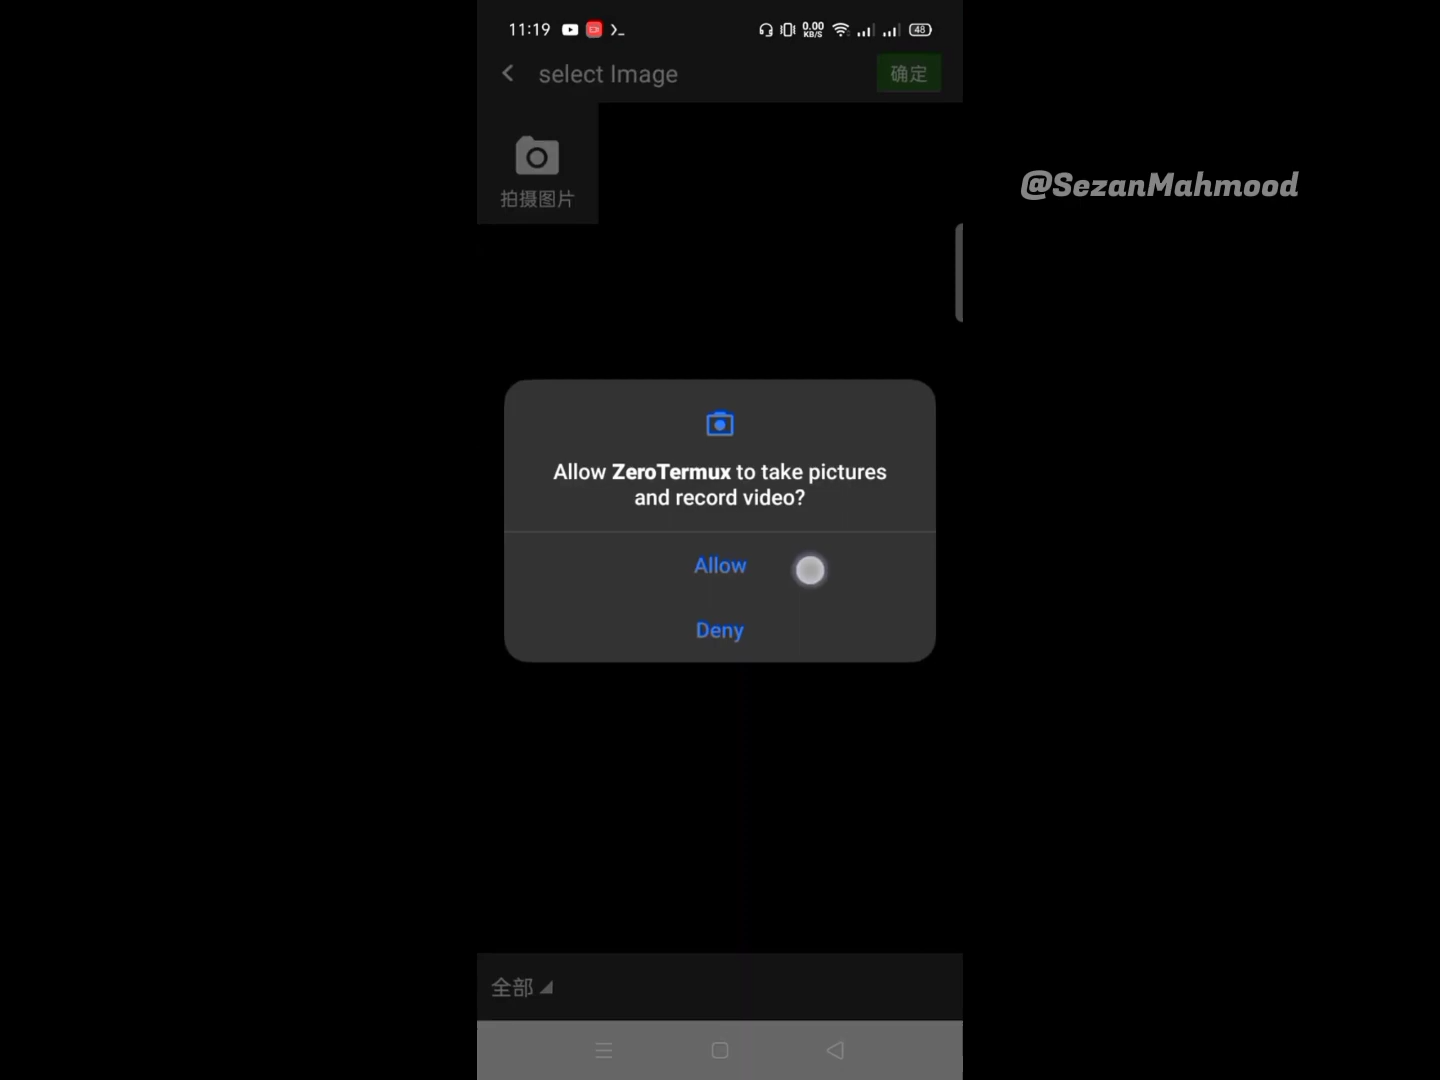 11:19
0.00
KB/S
48
select Image
确定
拍摄图片
@SezanMahmood
Allow ZeroTermux to take pictures
and record video?
Allow
Deny
全部